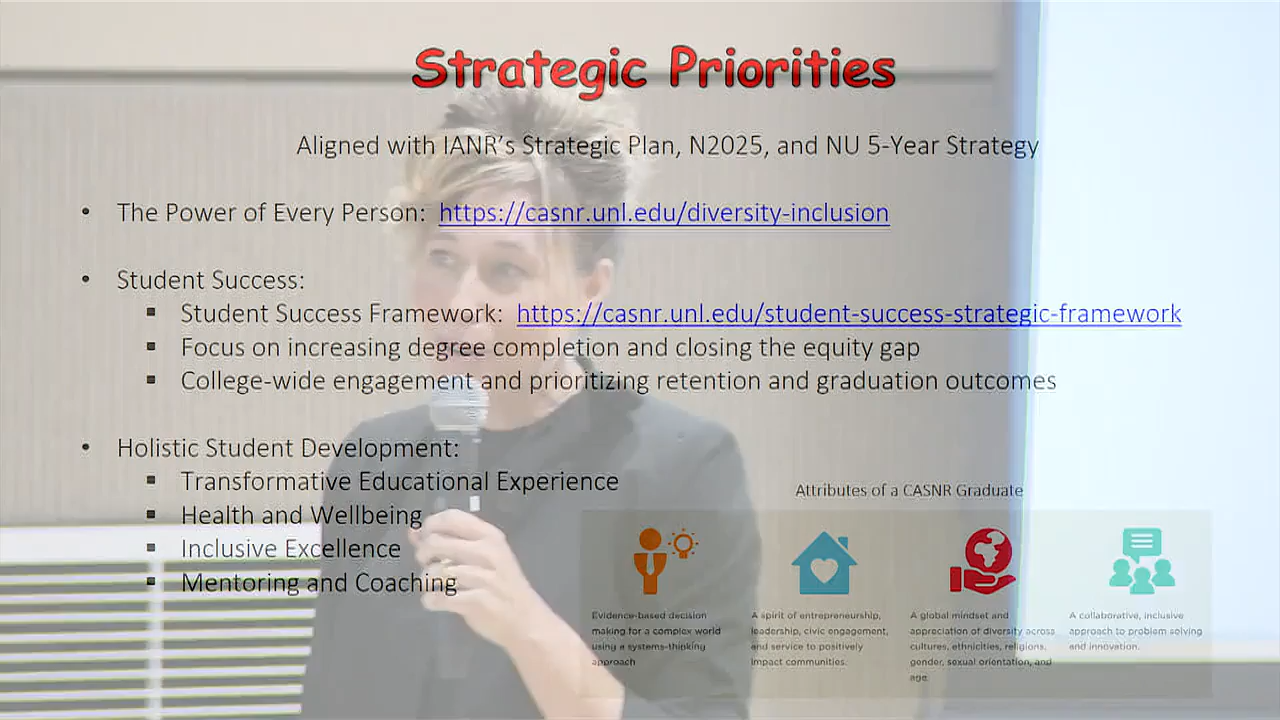 Strategic Priorities
Aligned with IANR's Strategic Plan, N2025, and NU 5-Year Strategy
• The Power of Every Person: https://casnr.unl.edu/diversity-inclusion
• Student Success:
▪ Student Success Framework: https://casnr.unl.edu/student-success-strategic-framework
▪ Focus on increasing degree completion and closing the equity gap
▪ College-wide engagement and prioritizing retention and graduation outcomes
• Holistic Student Development:
▪ Transformative Educational Experience
▪ Health and Wellbeing
▪ Inclusive Excellence
▪ Mentoring and Coaching
Attributes of a CASNR Graduate
Evidence-based decision
making for a complex world
using a systems-thinking
approach
A spirit of entrepreneurship,
leadership, civic engagement,
and service to positively
impact communities.
A global mindset and
appreciation of diversity across
cultures, ethnicities, religions,
gender, sexual orientation, and
age.
A collaborative, inclusive
approach to problem solving
and innovation.